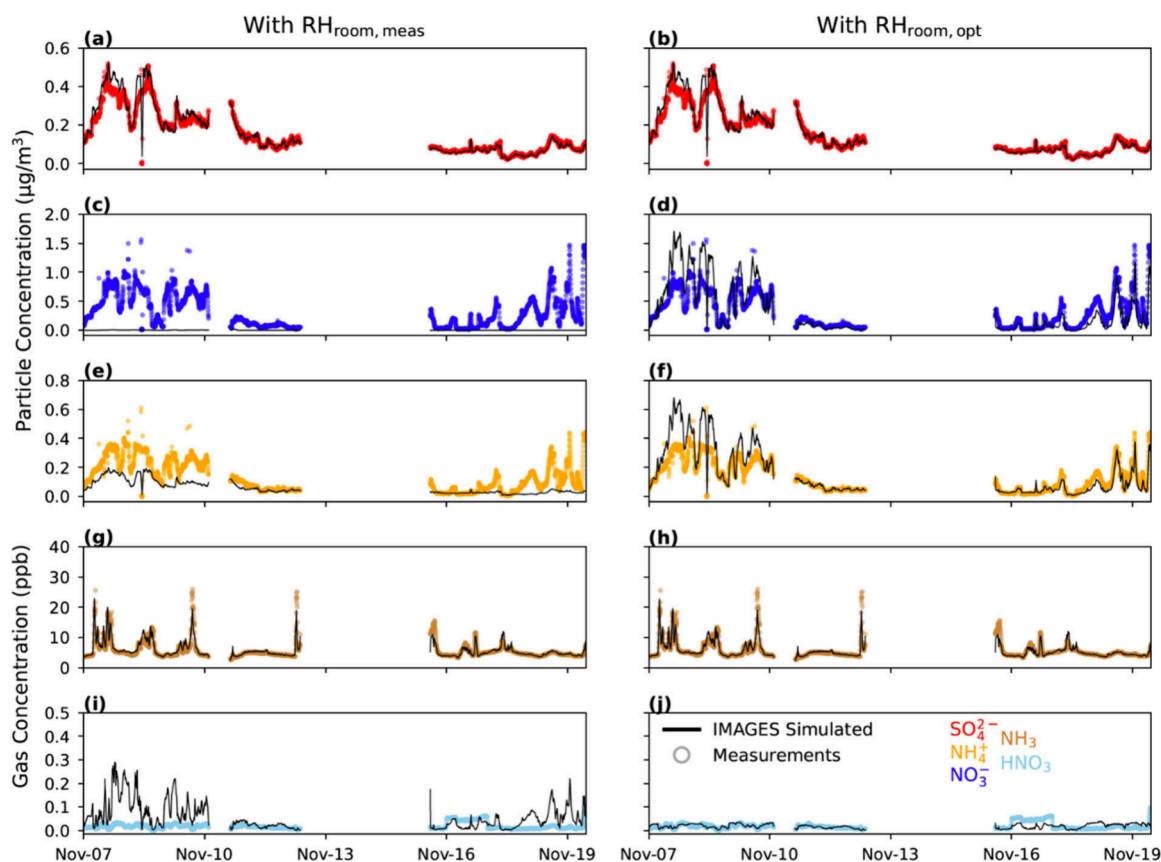 With RH_room, meas
With RH_room, opt
(a)
(b)
0.6
0.4
0.2
0.0
(c)
(d)
2.0
1.5
1.0
0.5
0.0
(e)
(f)
0.8
0.6
0.4
0.2
0.0
Particle Concentration (μg/m³)
(g)
(h)
40
30
20
10
0
(i)
(j)
0.5
0.4
0.3
0.2
0.1
0.0
Gas Concentration (ppb)
IMAGES Simulated
Measurements
SO₄²⁻
NH₄⁺
NO₃⁻
NH₃
HNO₃
Nov-07 Nov-10 Nov-13 Nov-16 Nov-19
Nov-07 Nov-10 Nov-13 Nov-16 Nov-19